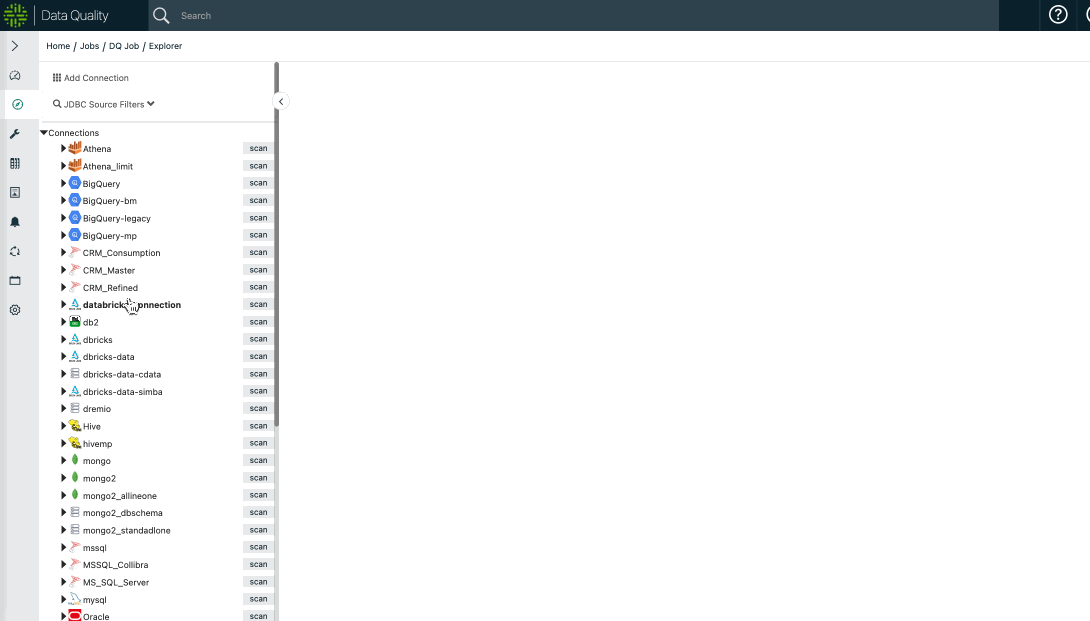 Data Quality
Search
Home / Jobs / DQ Job / Explorer
Add Connection
JDBC Source Filters
Connections
Athena scan
Athena_limit scan
BigQuery scan
BigQuery-bm scan
BigQuery-legacy scan
BigQuery-mp scan
CRM_Consumption scan
CRM_Master scan
CRM_Refined scan
scan
db2 scan
dbricks scan
dbricks-data scan
dbricks-data-cdata scan
dbricks-data-simba scan
dremio scan
Hive scan
hivemp scan
mongo scan
mongo2 scan
mongo2_allineone scan
mongo2_dbschema scan
mongo2_standadlone scan
mssql scan
MSSQL_Collibra scan
MS_SQL_Server scan
mysql scan
Oracle scan